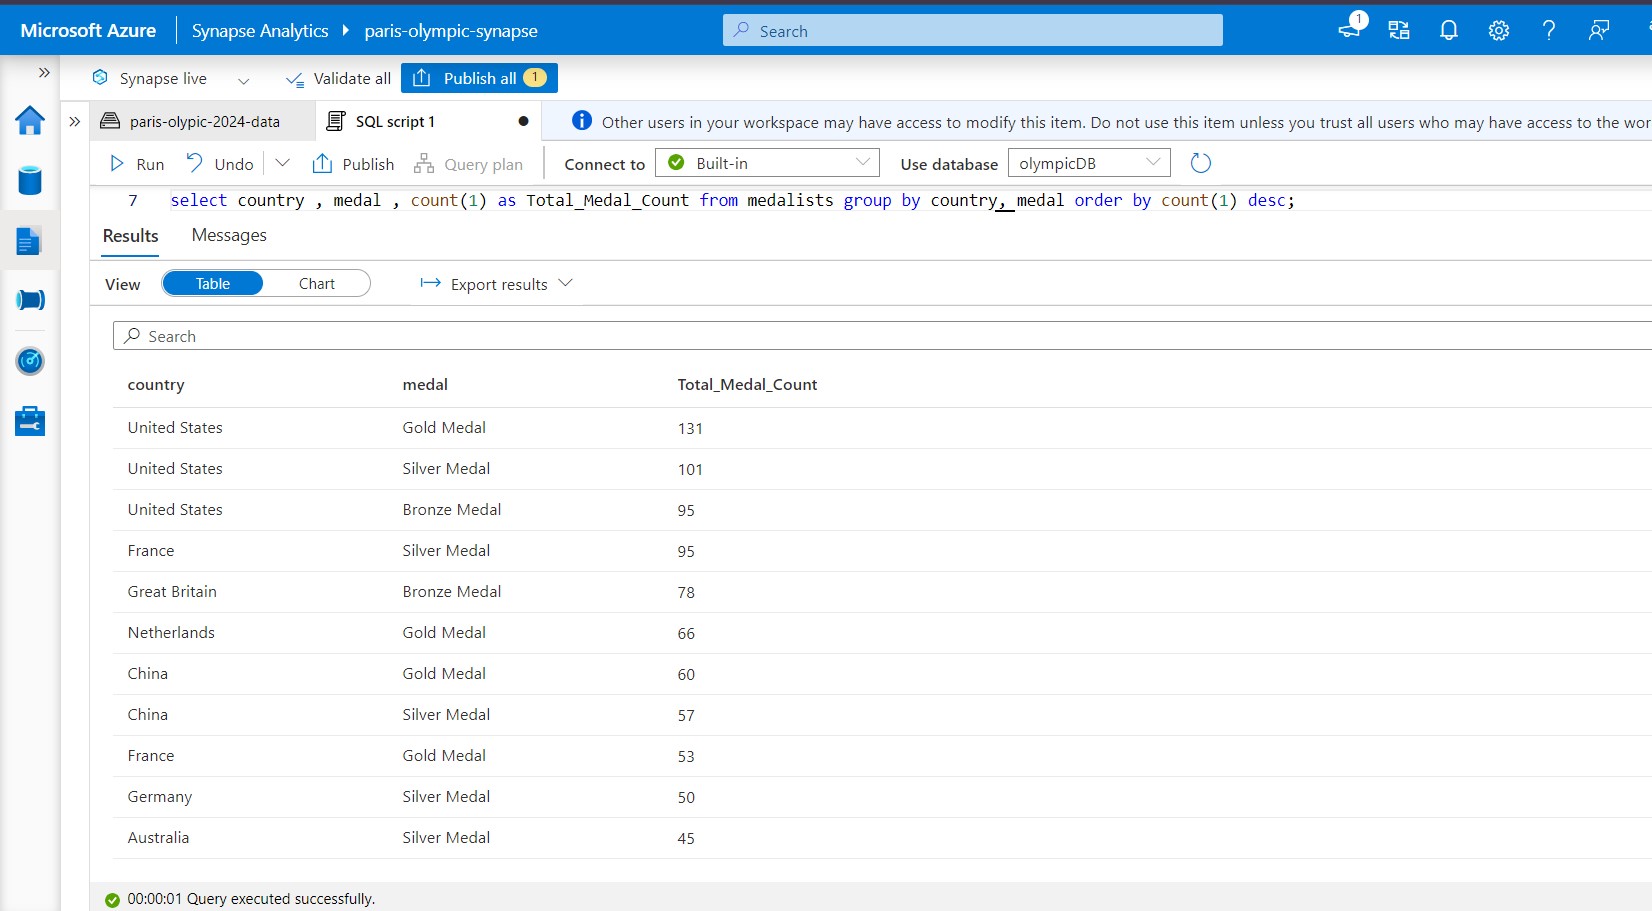 Microsoft Azure Synapse Analytics paris-olympic-synapse Search 1
Synapse live Validate all Publish all 1
paris-olypic-2024-data SQL script 1 Other users in your workspace may have access to modify this item. Do not use this item unless you trust all users who may have access to the wor
Run Undo Publish Query plan Connect to Built-in Use database olympicDB
7 select country , medal , count(1) as Total_Medal_Count from medalists group by country, medal order by count(1) desc;
Results Messages
View Table Chart Export results
Search
country medal Total_Medal_Count
United States Gold Medal 131
United States Silver Medal 101
United States Bronze Medal 95
France Silver Medal 95
Great Britain Bronze Medal 78
Netherlands Gold Medal 66
China Gold Medal 60
China Silver Medal 57
France Gold Medal 53
Germany Silver Medal 50
Australia Silver Medal 45
00:00:01 Query executed successfully.